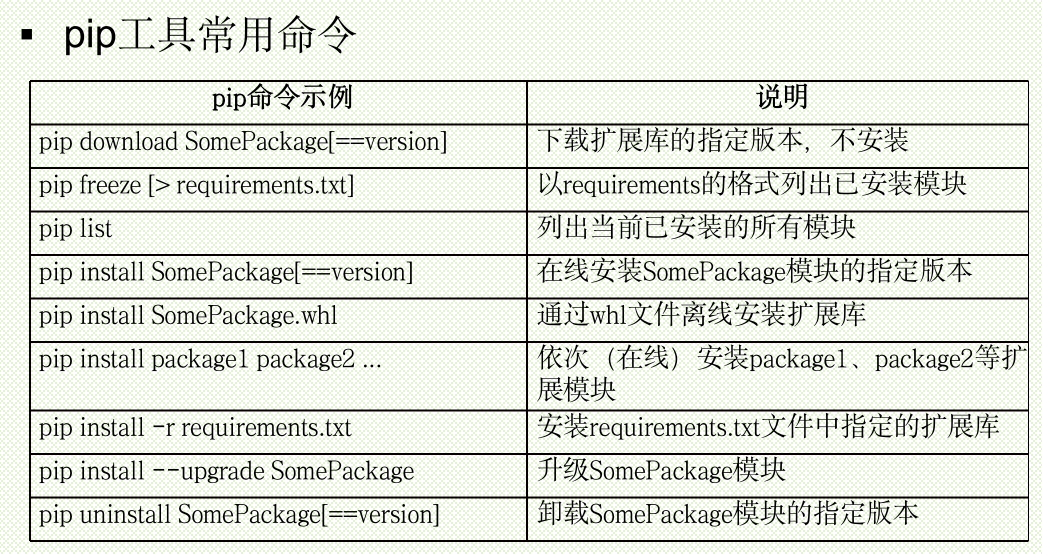 ▪ pip工具常用命令
pip命令示例 说明
pip download SomePackage[==version] 下载扩展库的指定版本，不安装
pip freeze [> requirements.txt] 以requirements的格式列出已安装模块
pip list 列出当前已安装的所有模块
pip install SomePackage[==version] 在线安装SomePackage模块的指定版本
pip install SomePackage.whl 通过whl文件离线安装扩展库
pip install package1 package2 ... 依次（在线）安装package1、package2等扩
展模块
pip install -r requirements.txt 安装requirements.txt文件中指定的扩展库
pip install --upgrade SomePackage 升级SomePackage模块
pip uninstall SomePackage[==version] 卸载SomePackage模块的指定版本